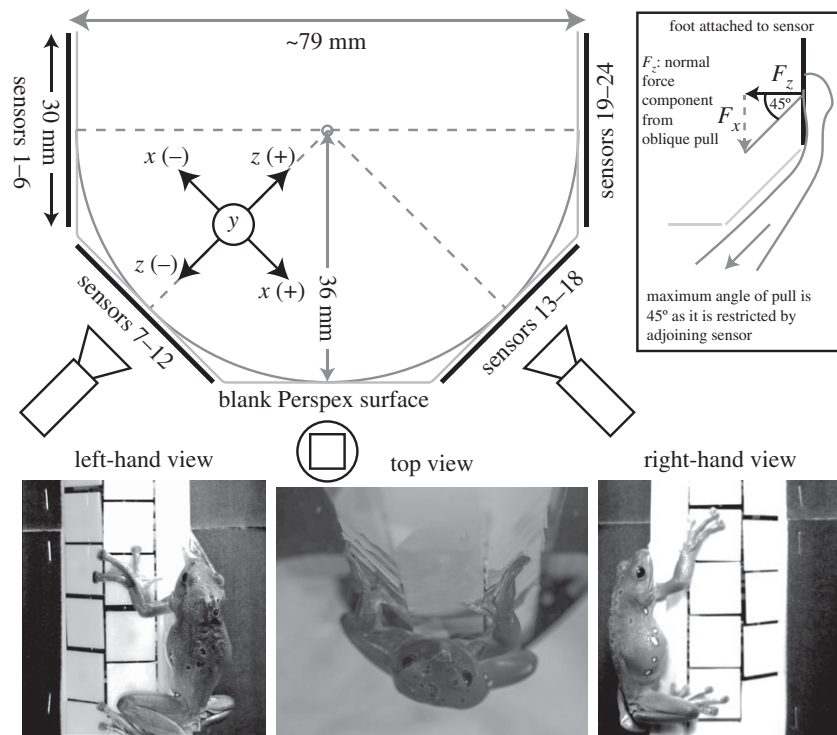 ~79 mm
sensors 1–6
30 mm
sensors 19–24
x (–)
z (+)
y
z (–)
x (+)
36 mm
sensors 7–12
sensors 13–18
blank Perspex surface
foot attached to sensor
F_z: normal
force
component
from
oblique pull
F_z
45º
F_x
maximum angle of pull is
45º as it is restricted by
adjoining sensor
left-hand view
top view
right-hand view